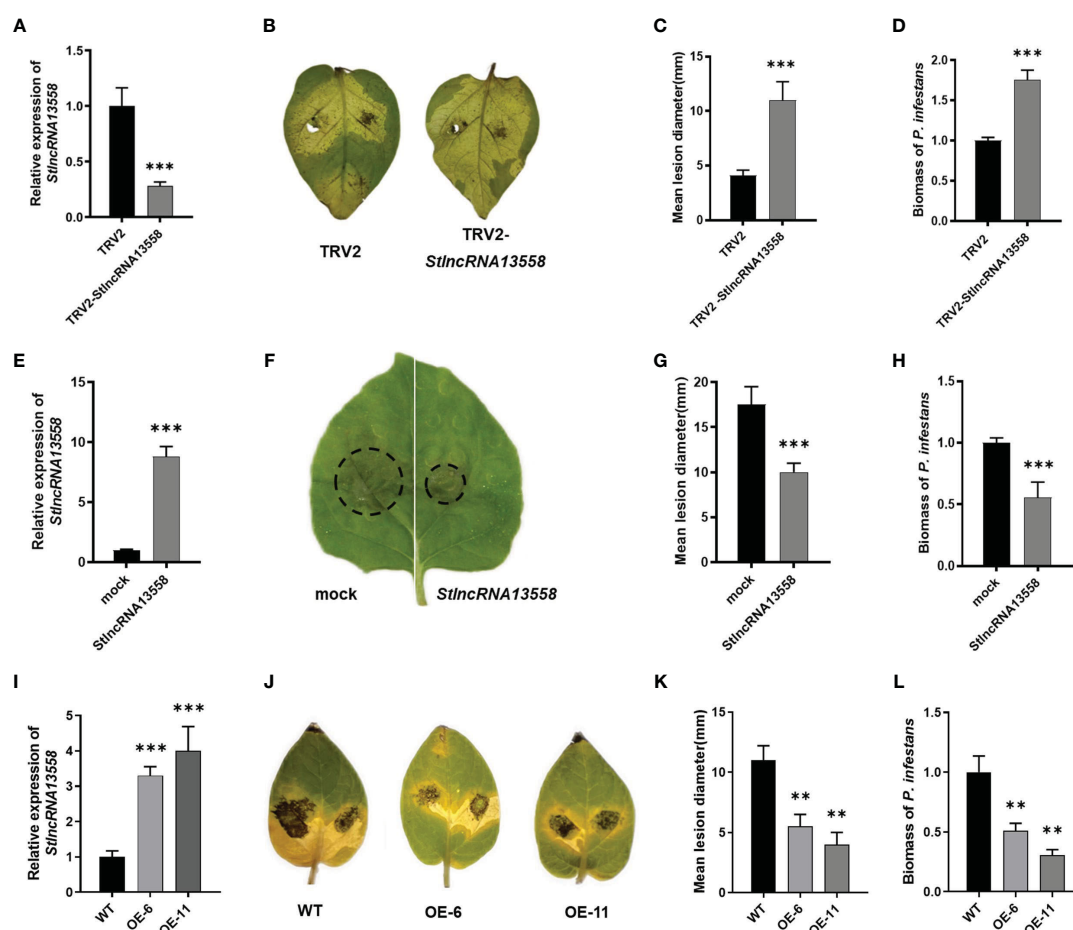 A
Relative expression of
StlncRNA13558
1.5
1.0
0.5
0.0
***
TRV2
TRV2-StlncRNA13558
B
TRV2
TRV2-
StlncRNA13558
C
Mean lesion diameter(mm)
15
10
5
0
***
TRV2
TRV2 -StlncRNA13558
D
Biomass of P. infestans
2.0
1.5
1.0
0.5
0.0
***
TRV2
TRV2-StlncRNA13558
E
Relative expression of
StlncRNA13558
15
10
5
0
***
mock
StlncRNA13558
F
mock
StlncRNA13558
G
Mean lesion diameter(mm)
20
15
10
5
0
***
mock
StlncRNA13558
H
Biomass of P. infestans
1.5
1.0
0.5
0.0
***
mock
StlncRNA13558
I
Relative expression of
StlncRNA13558
5
4
3
2
1
0
***
***
WT
OE-6
OE-11
J
WT
OE-6
OE-11
K
Mean lesion diameter(mm)
15
10
5
0
**
**
WT
OE-6
OE-11
L
Biomass of P. infestans
1.5
1.0
0.5
0.0
**
**
WT
OE-6
OE-11